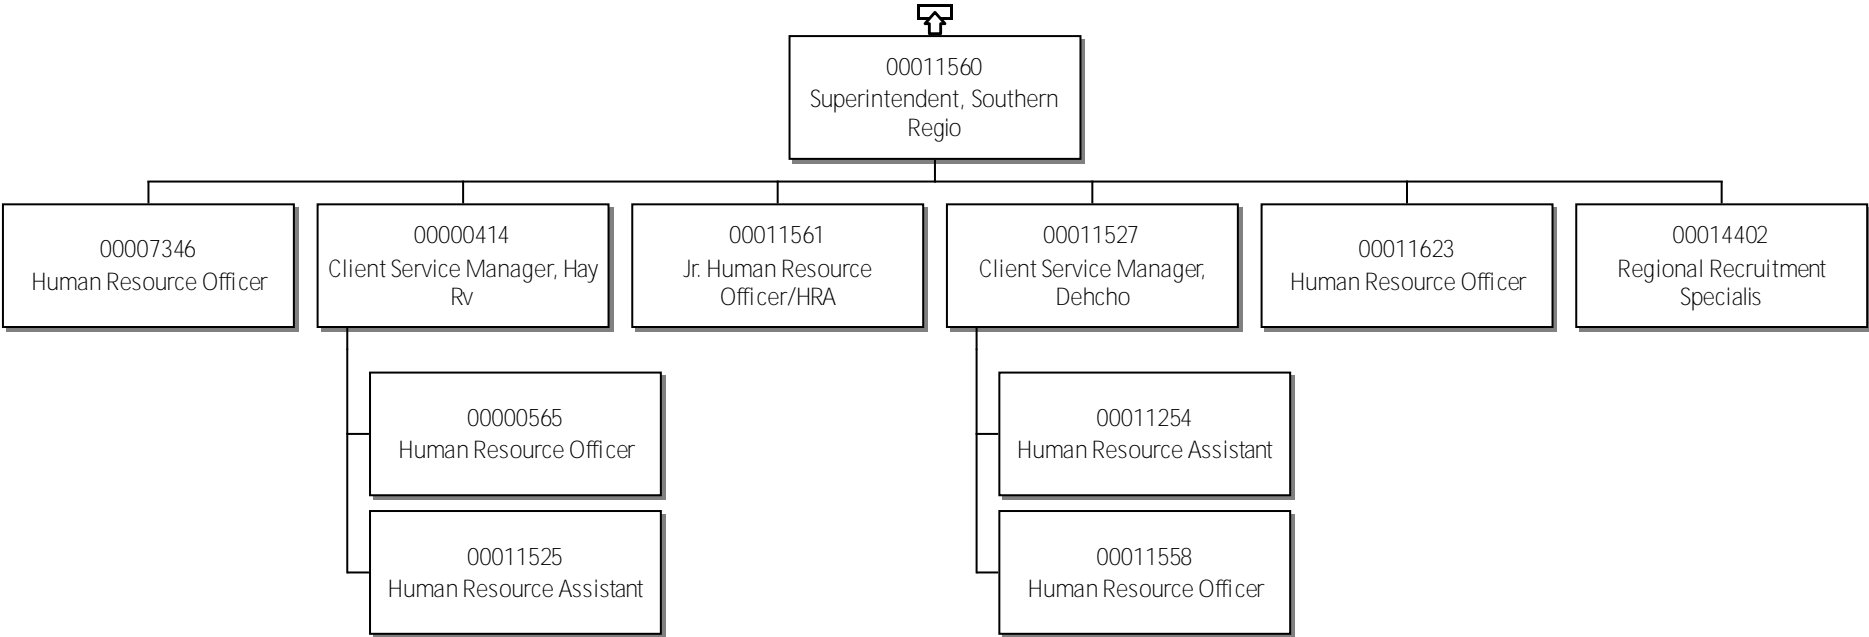 00011560
Superintendent, Southern
Regio
00007346
Human Resource Officer
00000414
Client Service Manager, Hay
Rv
00011561
Jr. Human Resource
Officer/HRA
00011527
Client Service Manager,
Dehcho
00011623
Human Resource Officer
00014402
Regional Recruitment
Specialis
00000565
Human Resource Officer
00011525
Human Resource Assistant
00011254
Human Resource Assistant
00011558
Human Resource Officer